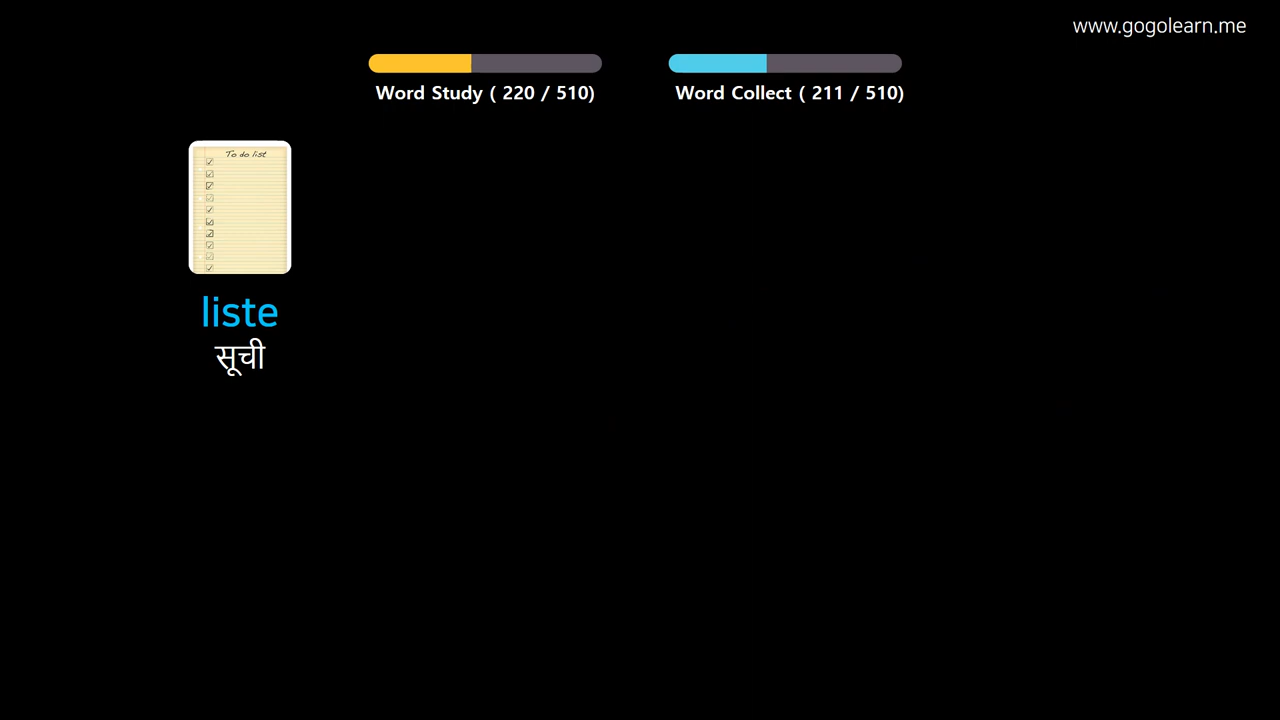 www.gogolearn.me
Word Study ( 220 / 510)
Word Collect ( 211 / 510)
To do list
liste
सूची